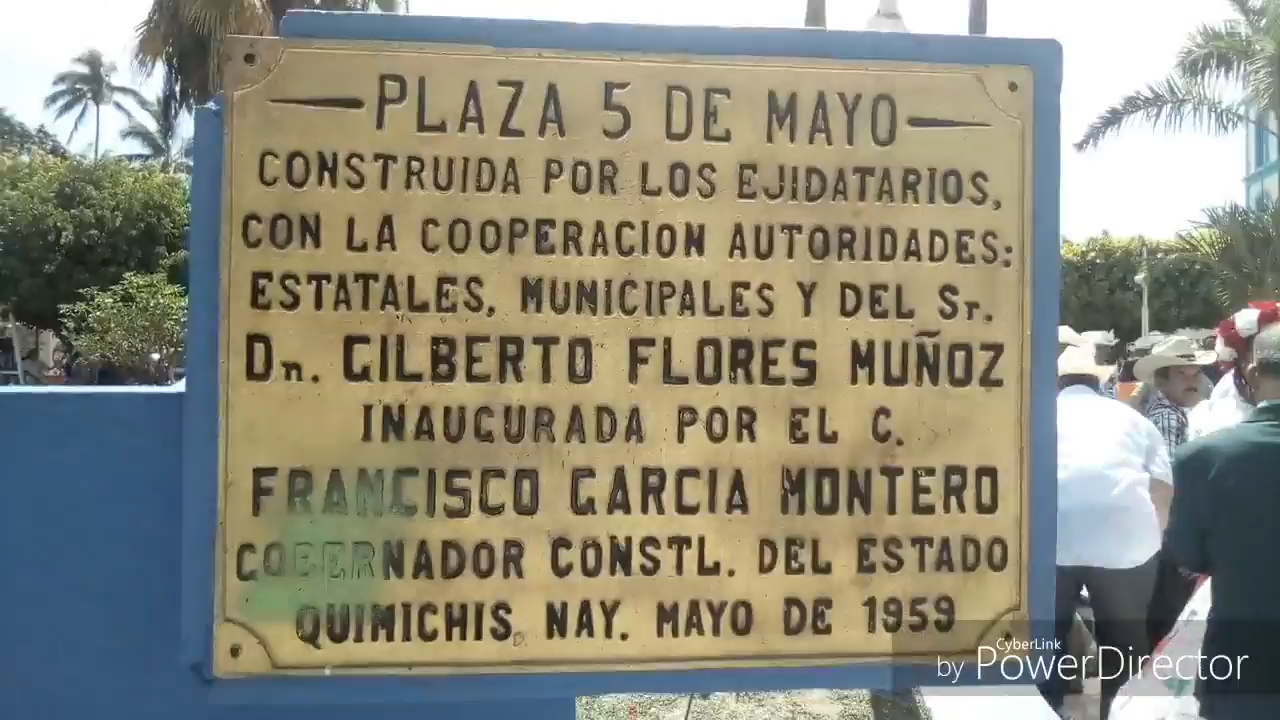 PLAZA 5 DE MAYO
CONSTRUIDA POR LOS EJIDATARIOS,
CON LA COOPERACION AUTORIDADES:
ESTATALES, MUNICIPALES Y DEL Sr.
Dn. GILBERTO FLORES MUÑOZ
INAUGURADA POR EL C.
FRANCISCO GARCIA MONTERO
GOBERNADOR CONSTL. DEL ESTADO
QUIMICHIS, NAY. MAYO DE 1959
CyberLink
by PowerDirector